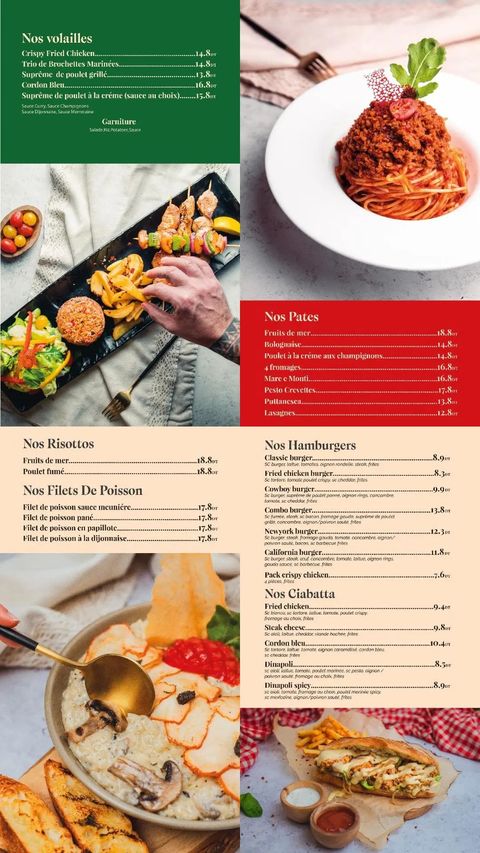 Nos volailles
Crispy Fried Chicken 14.8DT
Trio de Brochettes Marinées 14.8DT
Suprême de poulet grillé 13.8DT
Cordon Bleu 16.8DT
Suprême de poulet à la créme (sauce au choix) 15.8DT
Sauce Curry, Sauce Champignons
Sauce Dijonnaise, Sauce Marrotaine
Garniture
Salade, Riz, Potatoes, Sauce
Nos Pates
Fruits de mer 18.8DT
Bolognaise 14.8DT
Poulet à la créme aux champignons 14.8DT
4 fromages 16.8DT
Mare e Monti 16.8DT
Pesto Crevettes 17.8DT
Puttanesca 13.8DT
Lasagnes 12.8DT
Nos Risottos
Fruits de mer 18.8DT
Poulet fumé 18.8DT
Nos Filets De Poisson
Filet de poisson sauce meuniére 17.8DT
Filet de poisson pané 17.8DT
Filet de poisson en papillote 17.8DT
Filet de poisson à la dijonnaise 17.8DT
Nos Hamburgers
Classic burger 8.9DT
SC burger, laitue, tomates, oignon rondelle, steak, frites
Fried chicken burger 8.3DT
Sc tartare, tomate poulet crispy, sc cheddar, frites
Cowboy burger 9.9DT
Sc burger, suprême de poulet panné, oignon rings, concombre,
tomate, sc cheddar, frites
Combo burger 13.8DT
Sc fumée, steak, sc bacon, fromage gouda, suprême de poulet
grillé, concombre, oignon/poivron sauté, frites
Newyork burger 12.3DT
Sc burger, steak, fromage gouda, tomate, concombre, oignon/
poivron sauté, bacon, sc barbecue frites
California burger 11.8DT
Sc burger, steak, œuf, concombre, tomate, laitue, oignon rings,
gouda sauce, sc barbecue, frites
Pack crispy chicken 7.6DT
4 pièces, frites
Nos Ciabatta
Fried chicken 9.4DT
Sc blanco, sc tartare, laitue, tomate, poulet crispy,
fromage au choix, frites
Steak cheese 9.8DT
Sc aioli, laitue, cheddar, viande hachée, frites
Cordon bleu 10.4DT
Sc tartare, laitue, tomate, oignon caramélisé, cordon bleu,
sc cheddar, frites
Dinapoli 8.5DT
sc aioli, laitue, tomate, poulet mariné, sc pesto, oignon /
poivron sauté, fromage au choix, frites
Dinapoli spicy 8.9DT
sc aioli, tomate, fromage au choix, poulet mariné spicy,
sc mexicaine, oignon/poivron sauté, frites